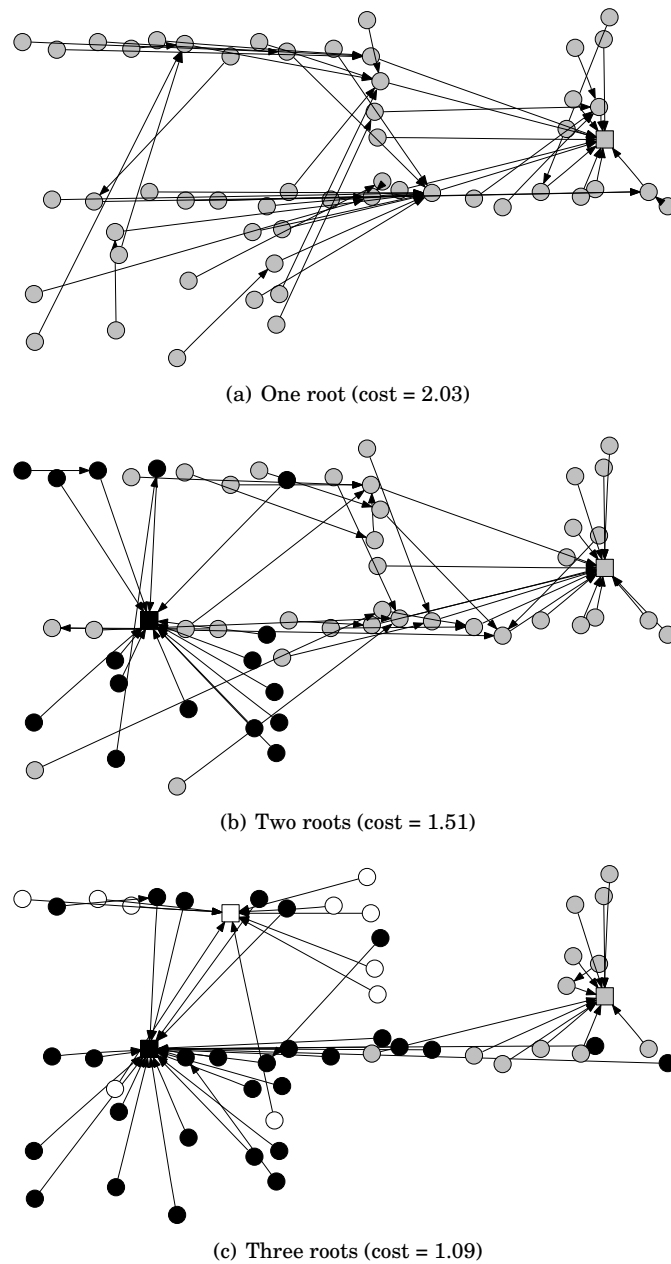 (a) One root (cost = 2.03)
(b) Two roots (cost = 1.51)
(c) Three roots (cost = 1.09)